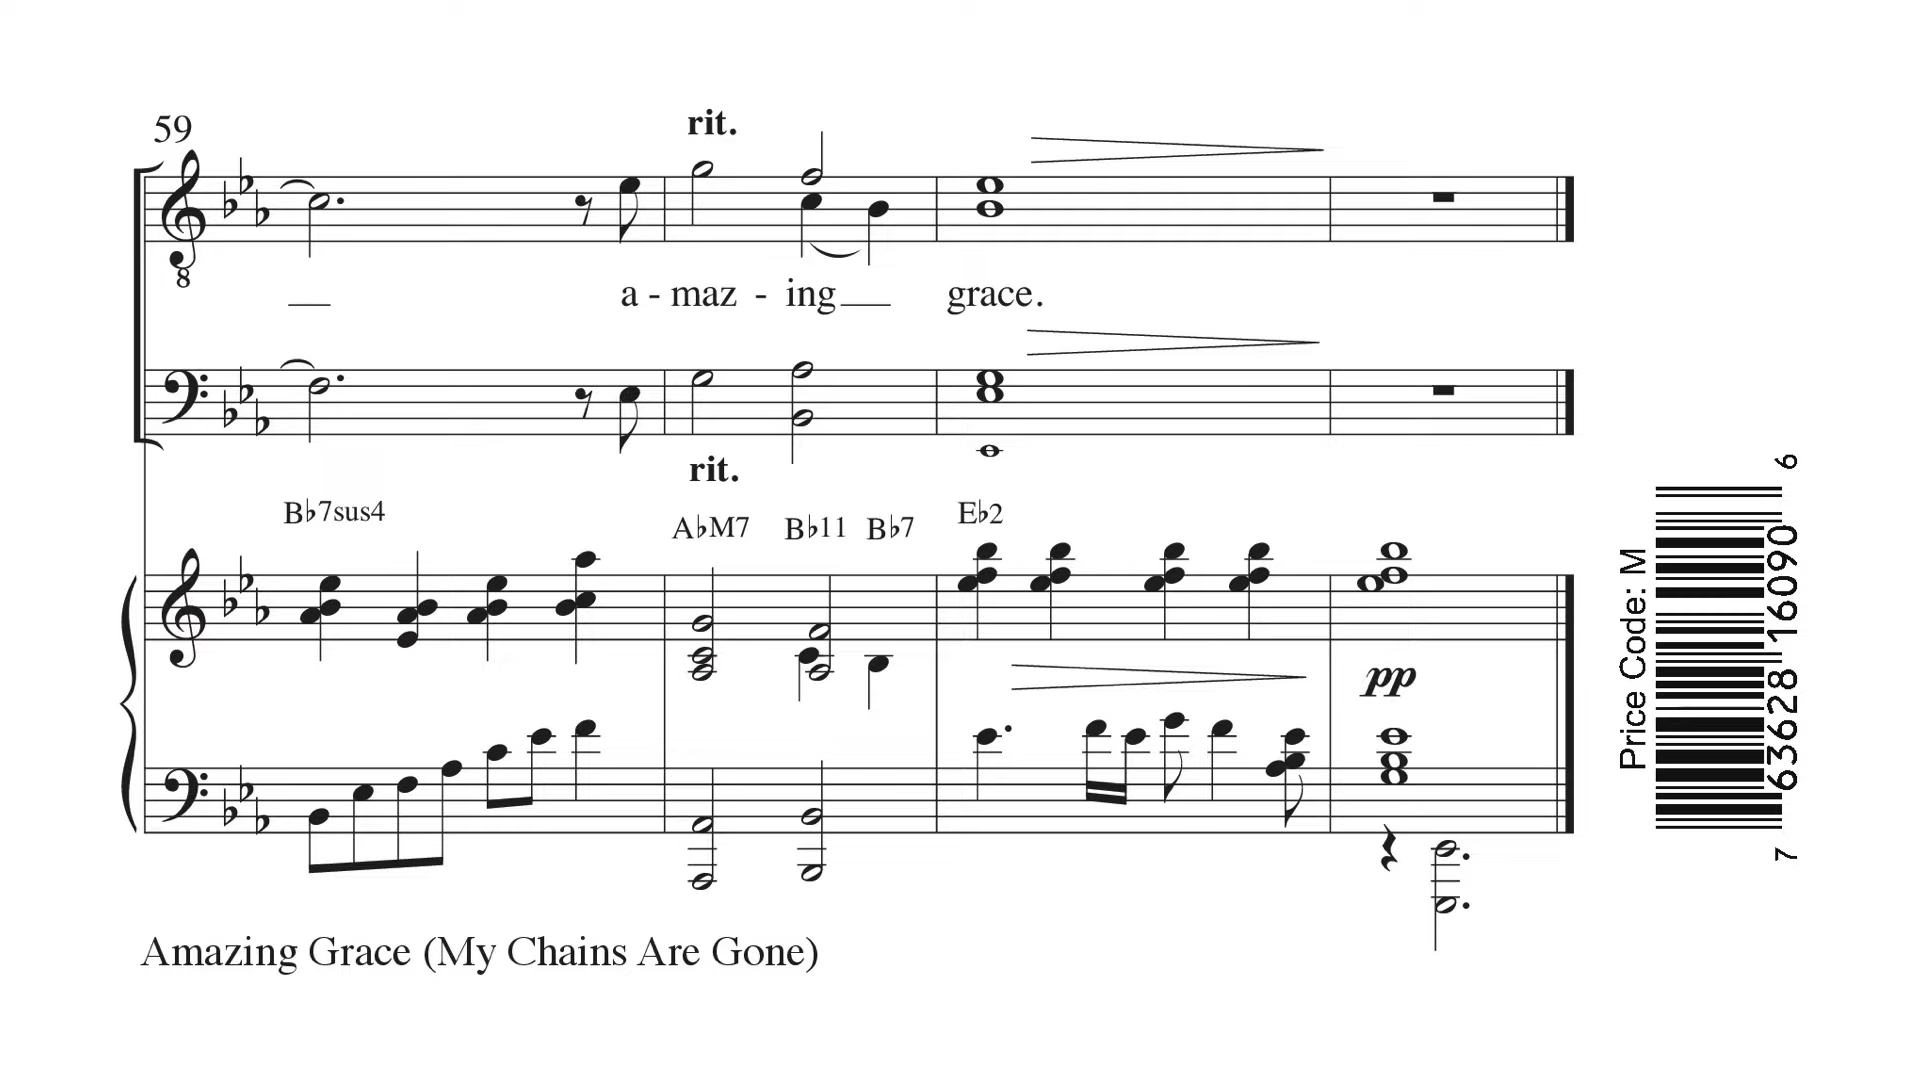 59
rit.
8
a - maz - ing grace.
rit.
B♭7sus4 A♭M7 B♭11 B♭7 E♭2
pp
Amazing Grace (My Chains Are Gone)
Price Code: M
7 63628 16090 6